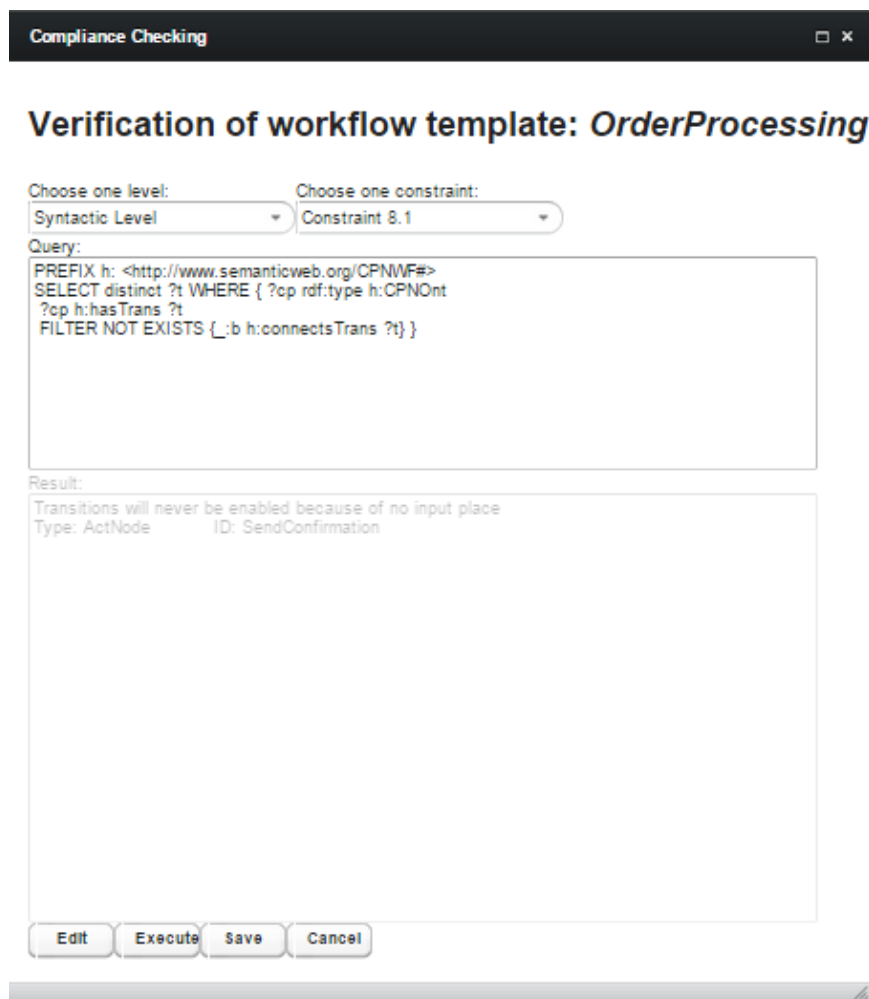 Compliance Checking
Verification of workflow template: OrderProcessing
Choose one level: Choose one constraint:
Syntactic Level Constraint 8.1
Query:
PREFIX h: <http://www.semanticweb.org/CPNWF#>
SELECT distinct ?t WHERE { ?cp rdf:type h:CPNOnt
?cp h:hasTrans ?t
FILTER NOT EXISTS {_:b h:connectsTrans ?t} }
Result:
Transitions will never be enabled because of no input place
Type: ActNode ID: SendConfirmation
Edit Execute Save Cancel